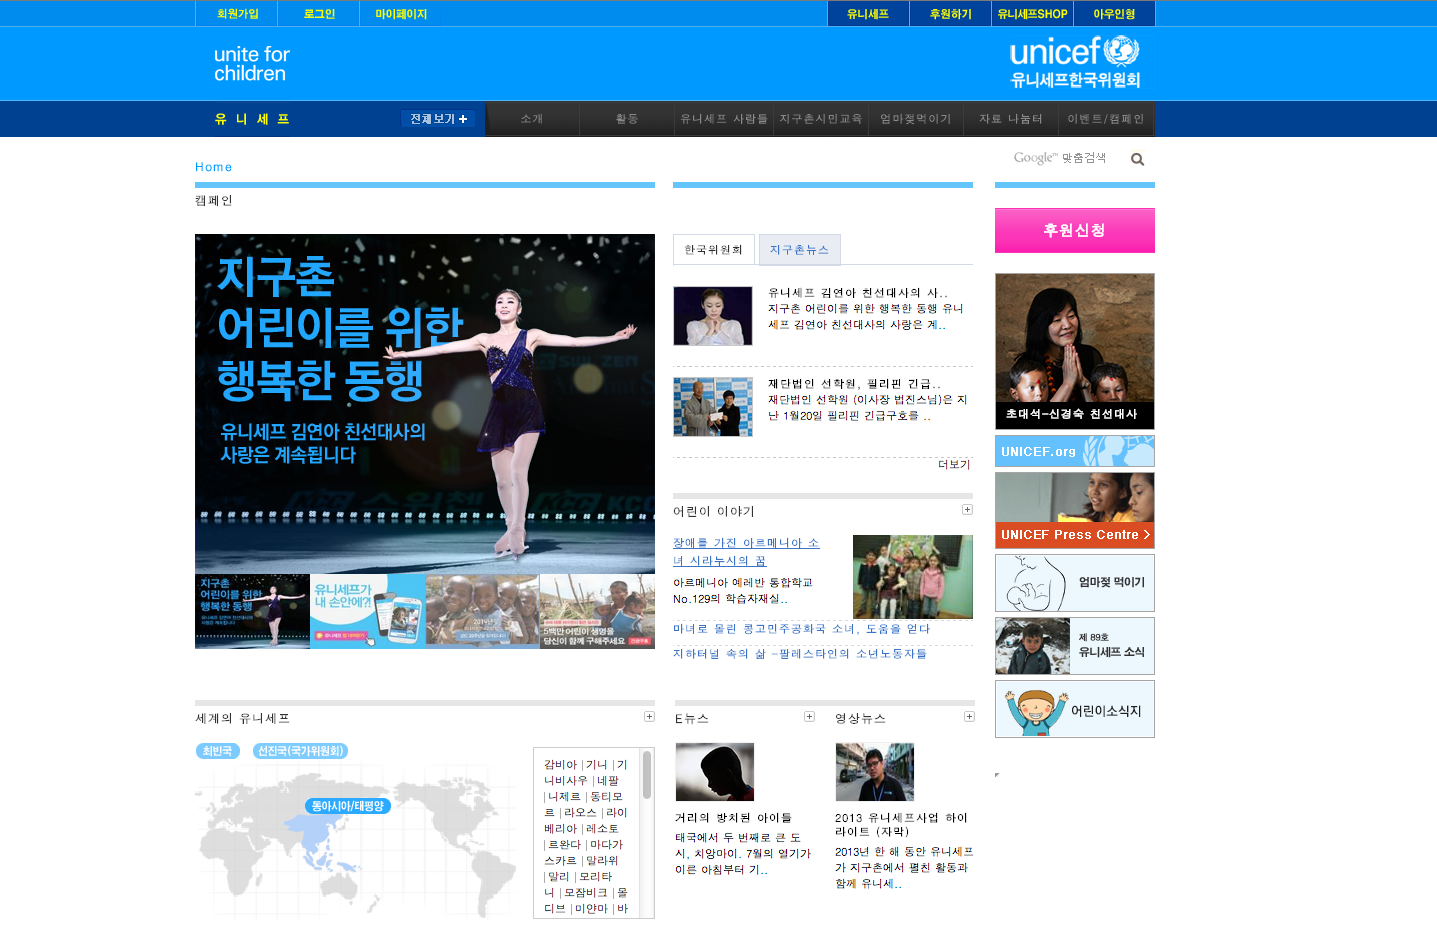 회원가입
로그인
마이페이지
유니세프
후원하기
유니세프SHOP
아우인형
unite for
children
unicef
유니세프한국위원회
유 니 세 프
전체보기 +
소개
활동
유니세프 사람들
지구촌시민교육
엄마젖먹이기
자료 나눔터
이벤트/캠페인
Home
Google™ 맞춤검색
캠페인
지구촌
어린이를 위한
행복한 동행
유니세프 김연아 친선대사의
사랑은 계속됩니다
지구촌
어린이를 위한
행복한 동행
유니세프가
내 손안에?!
5백만 어린이 생명을
당신이 함께 구해주세요
한국위원회
지구촌뉴스
유니세프 김연아 친선대사의 사..
지구촌 어린이를 위한 행복한 동행 유니
세프 김연아 친선대사의 사랑은 계..
재단법인 선학원, 필리핀 긴급..
재단법인 선학원 (이사장 법진스님)은 지
난 1월20일 필리핀 긴급구호를 ..
더보기
어린이 이야기
장애를 가진 아르메니아 소
녀 시라누시의 꿈
아르메니아 예레반 통합학교
No.129의 학습자재실..
마녀로 몰린 콩고민주공화국 소녀, 도움을 얻다
지하터널 속의 삶 -팔레스타인의 소년노동자들
후원신청
초대석-신경숙 친선대사
UNICEF.org
UNICEF Press Centre >
엄마젖 먹이기
제 89호
유니세프 소식
어린이소식지
세계의 유니세프
최빈국
선진국(국가위원회)
동아시아/태평양
감비아 | 기니 | 기
니비사우 | 네팔
| 니제르 | 동티모
르 | 라오스 | 라이
베리아 | 레소토
| 르완다 | 마다가
스카르 | 말라위
| 말리 | 모리타
니 | 모잠비크 | 몰
디브 | 미얀마 | 바
E뉴스
거리의 방치된 아이들
태국에서 두 번째로 큰 도
시, 치앙마이. 7월의 열기가
이른 아침부터 기..
영상뉴스
2013 유니세프사업 하이
라이트 (자막)
2013년 한 해 동안 유니세프
가 지구촌에서 펼친 활동과
함께 유니세..